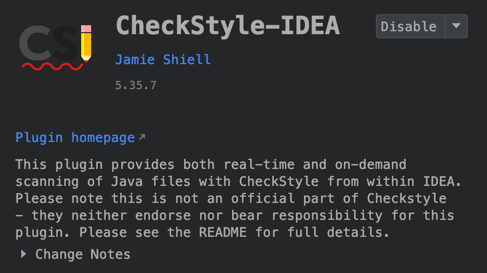 CSi
CheckStyle-IDEA
Disable
Jamie Shiell
5.35.7
Plugin homepage
This plugin provides both real-time and on-demand
scanning of Java files with CheckStyle from within IDEA.
Please note this is not an official part of Checkstyle
- they neither endorse nor bear responsibility for this
plugin. Please see the README for full details.
Change Notes